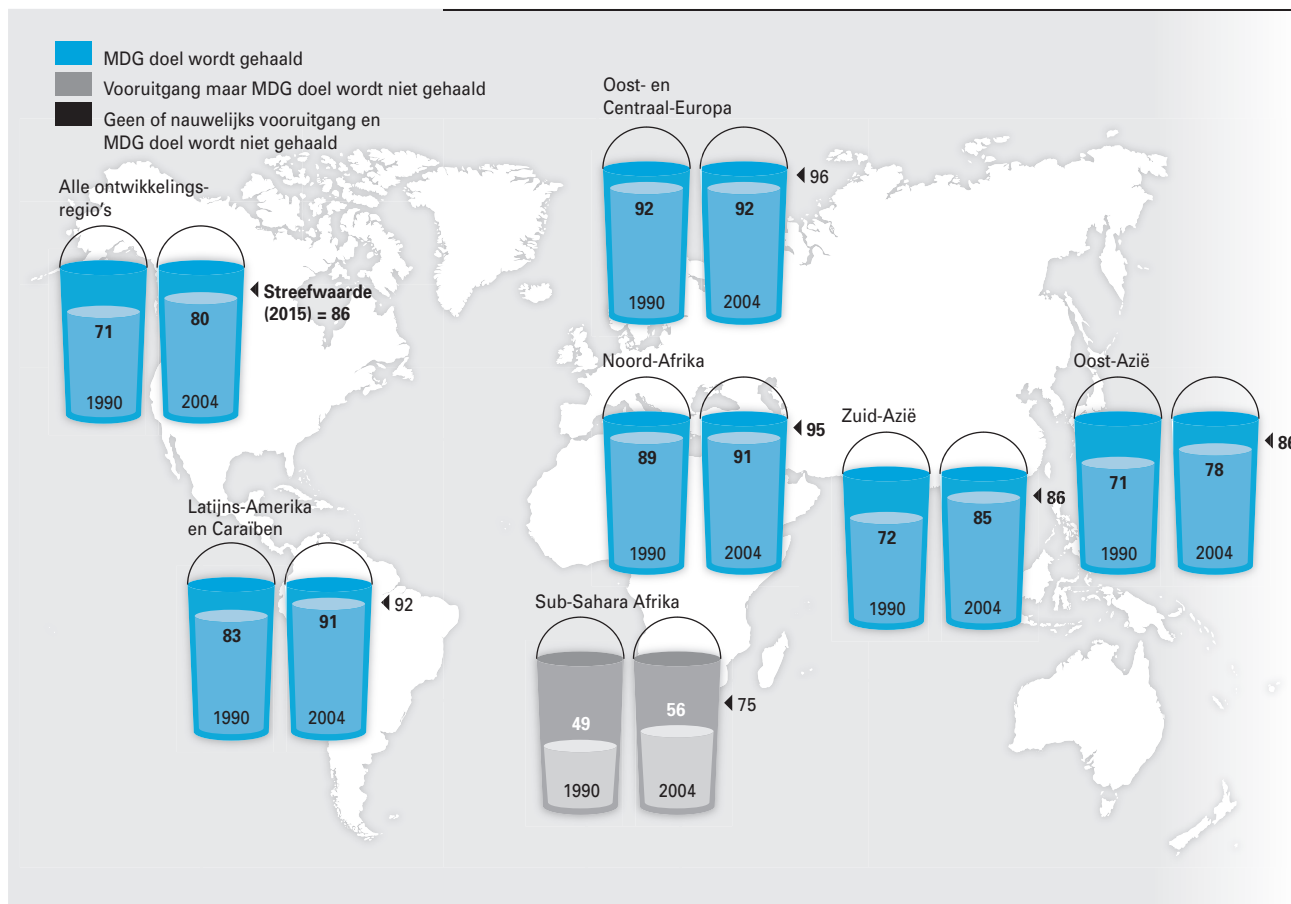 MDG doel wordt gehaald
Vooruitgang maar MDG doel wordt niet gehaald
Geen of nauwelijks vooruitgang en
MDG doel wordt niet gehaald
Alle ontwikkelings-
regio's
71
1990
80
2004
Streefwaarde
(2015) = 86
Oost- en
Centraal-Europa
92
1990
92
2004
96
Noord-Afrika
89
1990
91
2004
95
Oost-Azië
71
1990
78
2004
86
Zuid-Azië
72
1990
85
2004
86
Latijns-Amerika
en Caraïben
83
1990
91
2004
92
Sub-Sahara Afrika
49
1990
56
2004
75